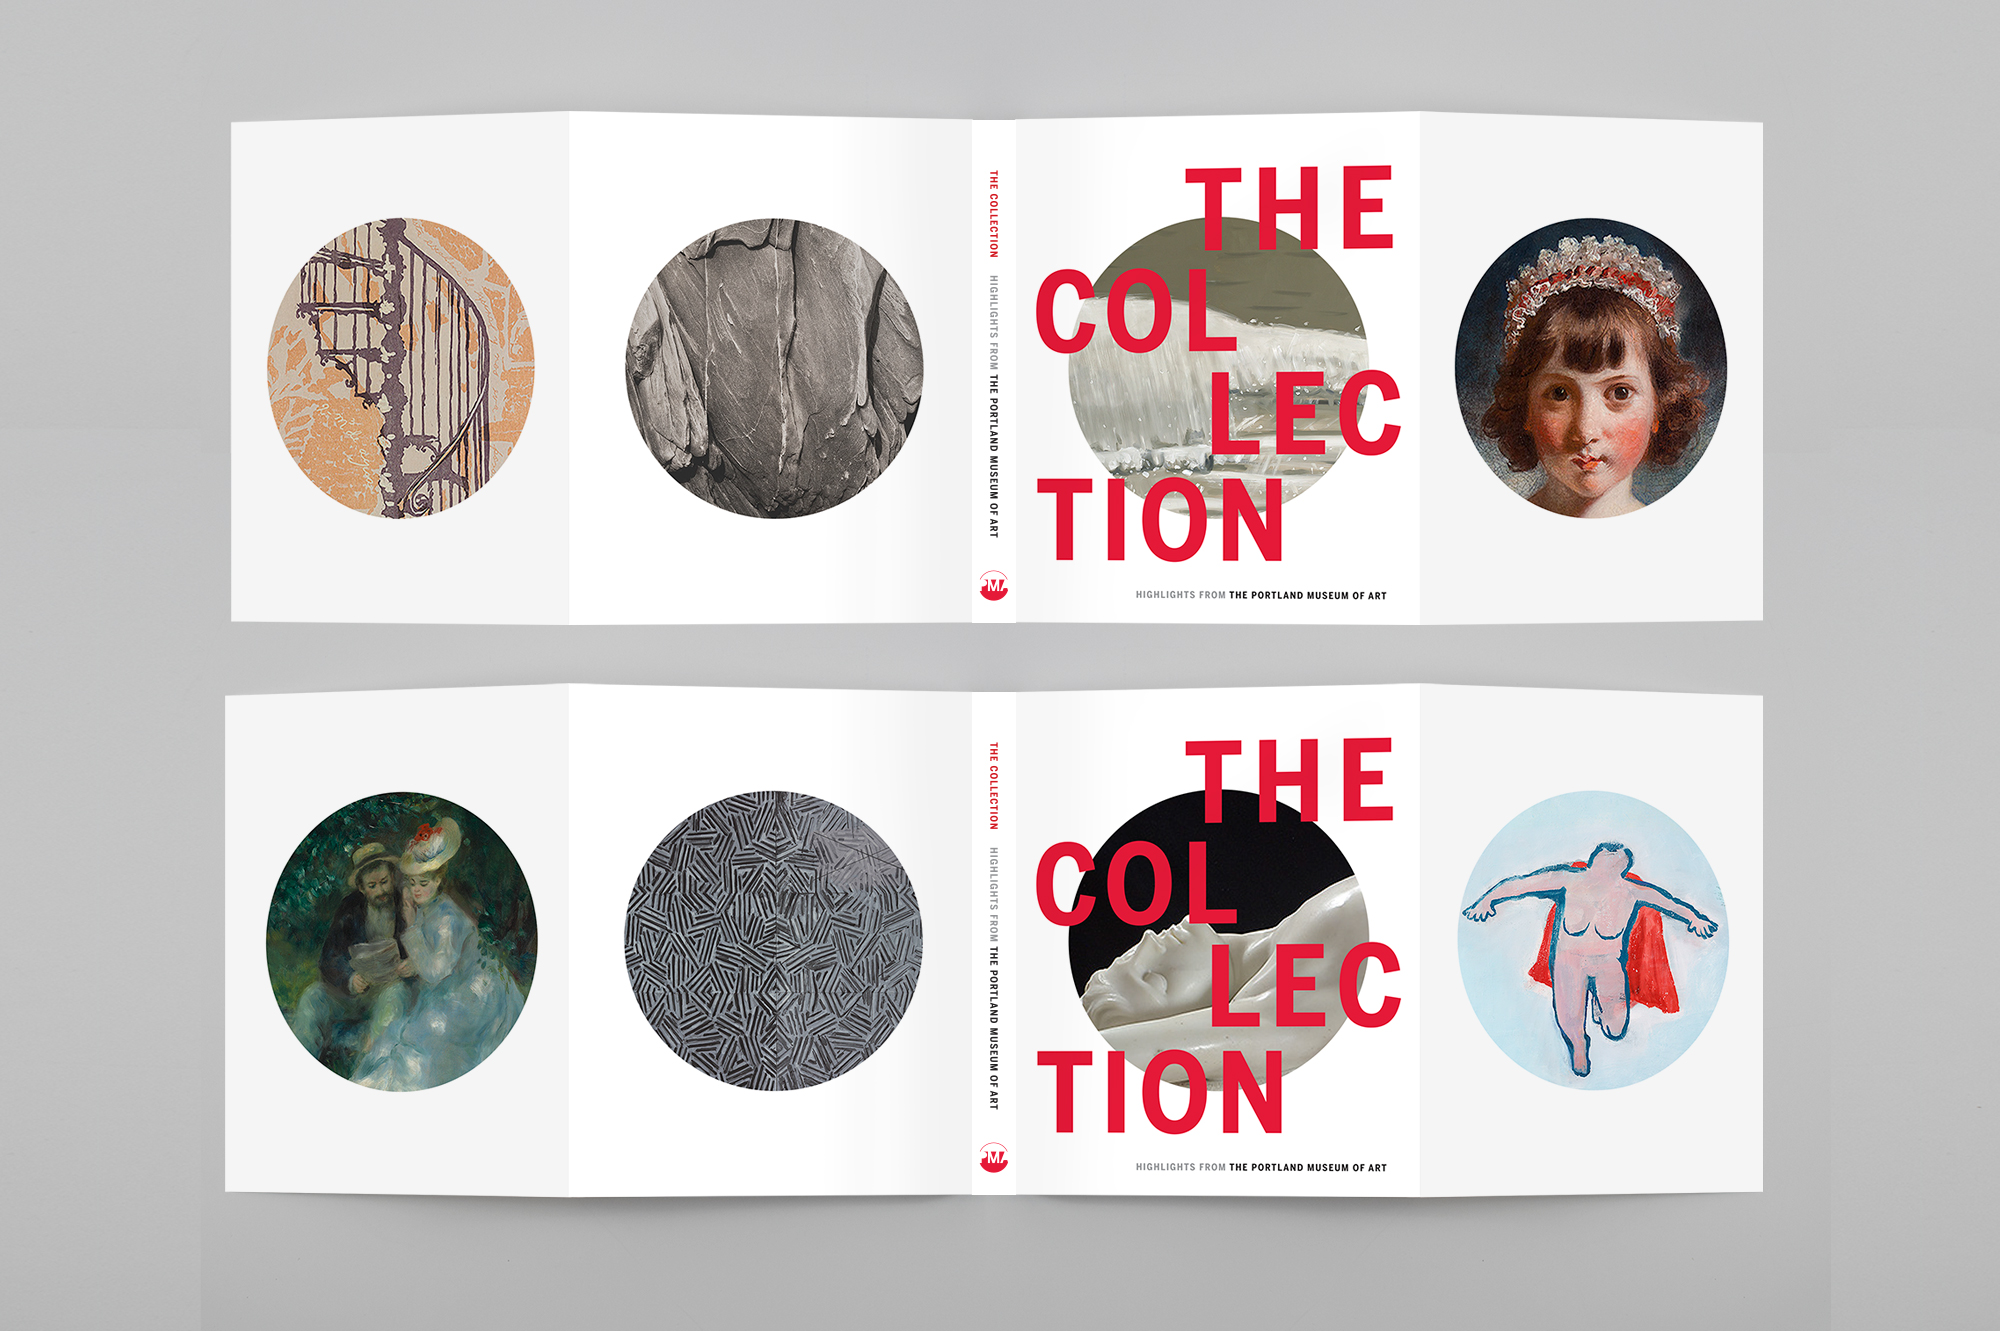 THE COLLECTION HIGHLIGHTS FROM THE PORTLAND MUSEUM OF ART
PMA
THE
COL
LEC
TION
HIGHLIGHTS FROM THE PORTLAND MUSEUM OF ART
THE COLLECTION HIGHLIGHTS FROM THE PORTLAND MUSEUM OF ART
PMA
THE
COL
LEC
TION
HIGHLIGHTS FROM THE PORTLAND MUSEUM OF ART